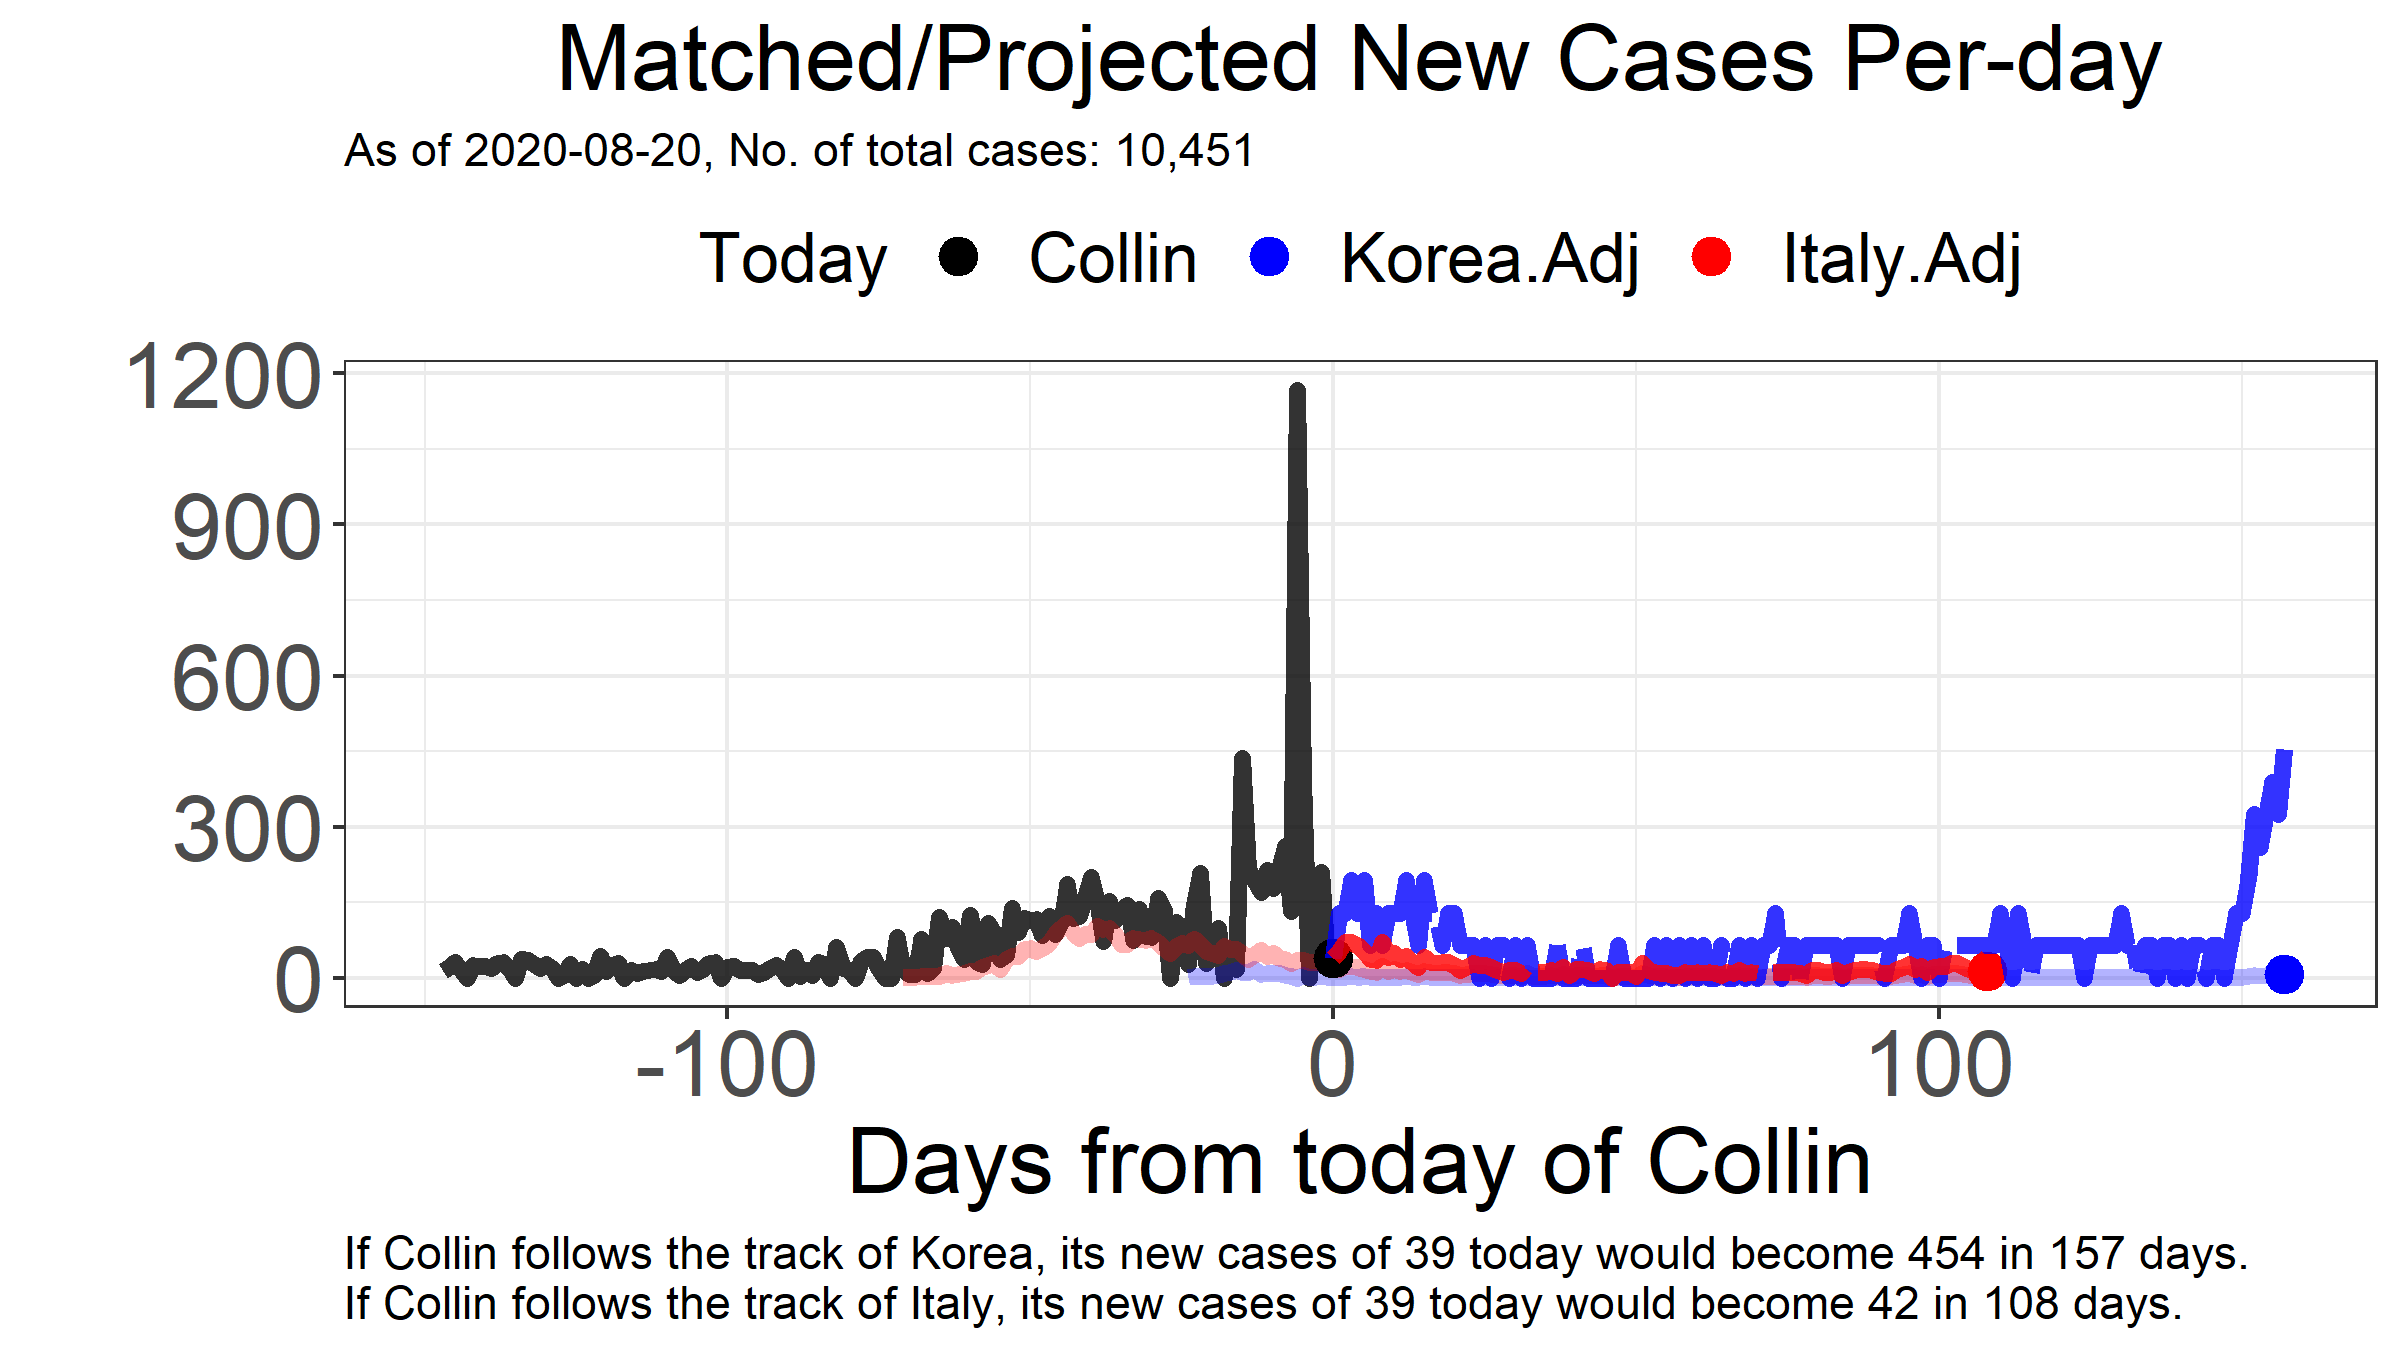 Matched/Projected New Cases Per-day
As of 2020-08-20, No. of total cases: 10,451
Today Collin Korea.Adj Italy.Adj
1200
900
600
300
0
-100 0 100
Days from today of Collin
If Collin follows the track of Korea, its new cases of 39 today would become 454 in 157 days.
If Collin follows the track of Italy, its new cases of 39 today would become 42 in 108 days.